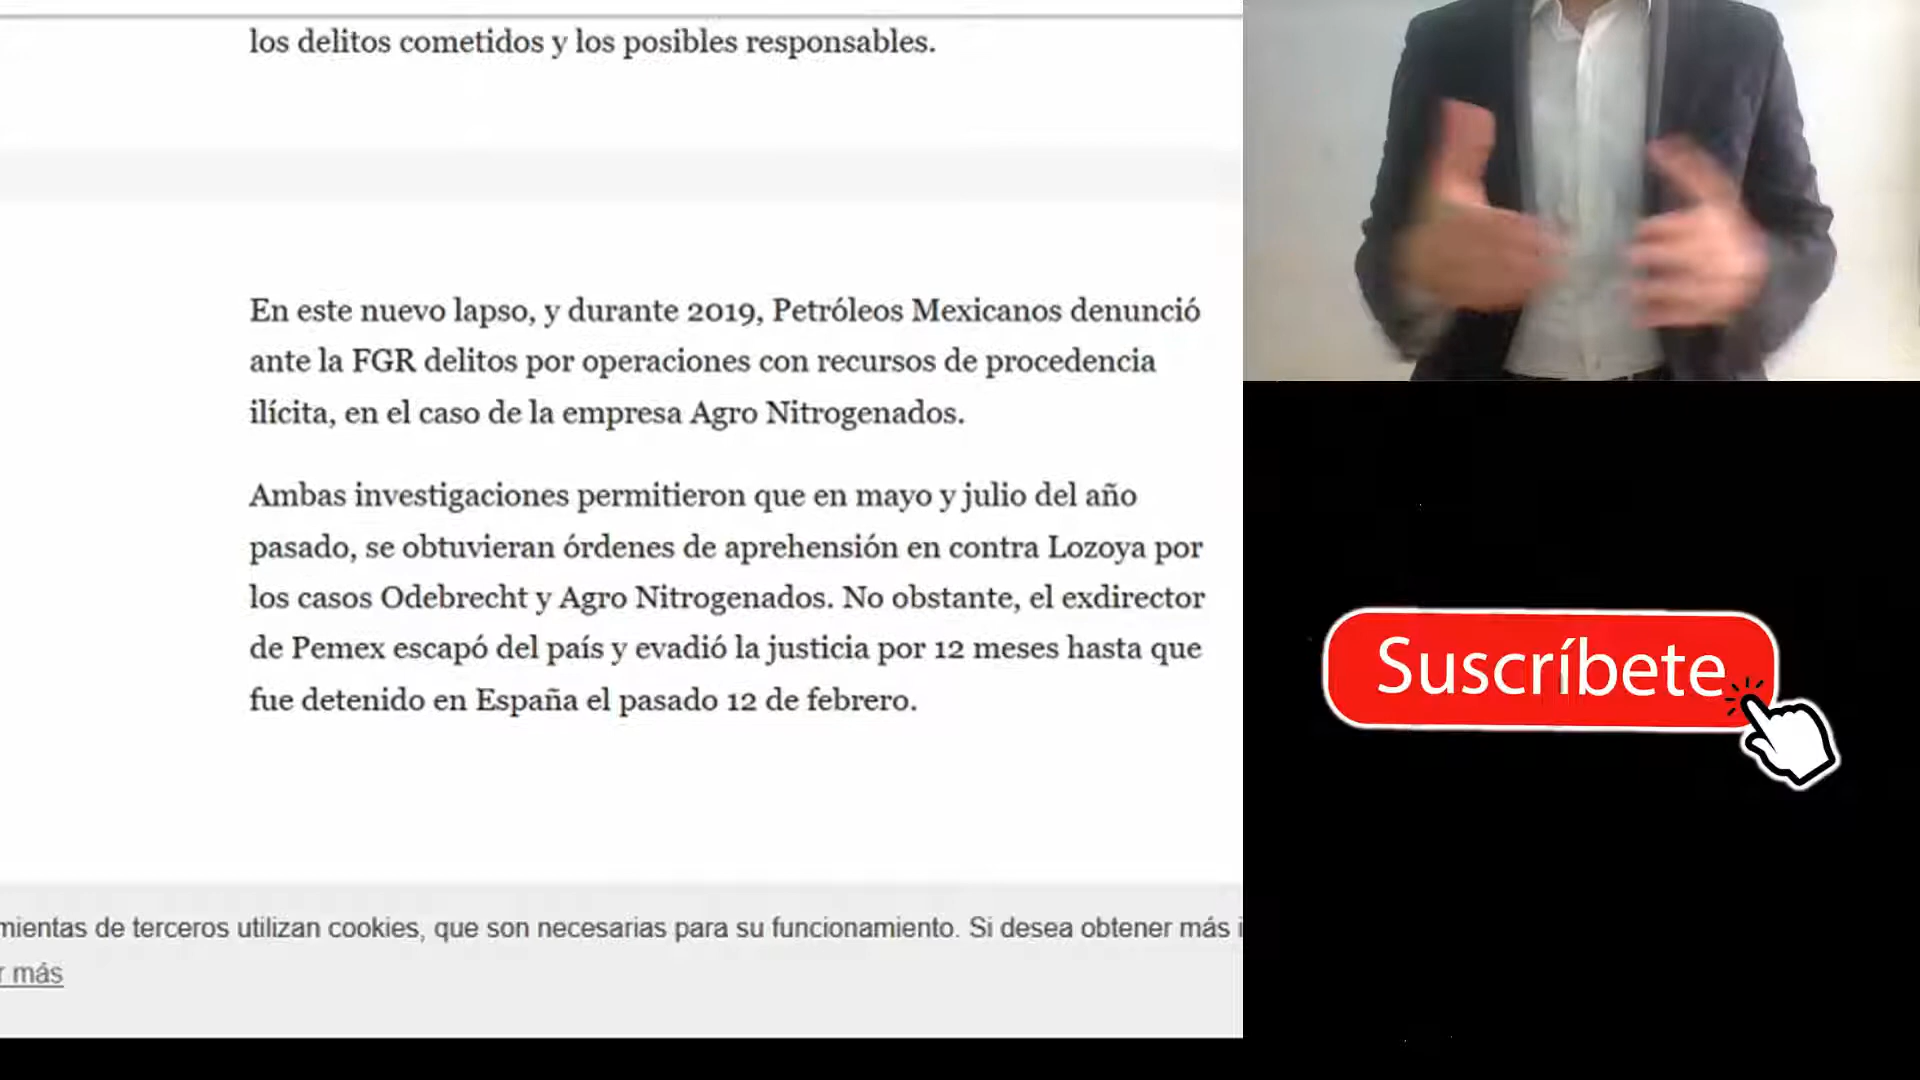 los delitos cometidos y los posibles responsables.
En este nuevo lapso, y durante 2019, Petróleos Mexicanos denunció
ante la FGR delitos por operaciones con recursos de procedencia
ilícita, en el caso de la empresa Agro Nitrogenados.
Ambas investigaciones permitieron que en mayo y julio del año
pasado, se obtuvieran órdenes de aprehensión en contra Lozoya por
los casos Odebrecht y Agro Nitrogenados. No obstante, el exdirector
de Pemex escapó del país y evadió la justicia por 12 meses hasta que
fue detenido en España el pasado 12 de febrero.
mientas de terceros utilizan cookies, que son necesarias para su funcionamiento. Si desea obtener más i
r más
Suscríbete